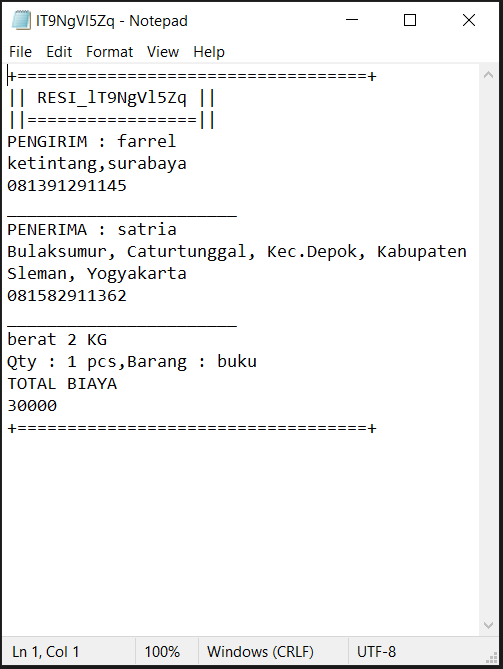 lT9NgVl5Zq - Notepad
File Edit Format View Help
+===================================+
|| RESI_lT9NgVl5Zq ||
||=================||
PENGIRIM : farrel
ketintang,surabaya
081391291145
_______________________
PENERIMA : satria
Bulaksumur, Caturtunggal, Kec.Depok, Kabupaten
Sleman, Yogyakarta
081582911362
_______________________
berat 2 KG
Qty : 1 pcs,Barang : buku
TOTAL BIAYA
30000
+===================================+
Ln 1, Col 1 100% Windows (CRLF) UTF-8